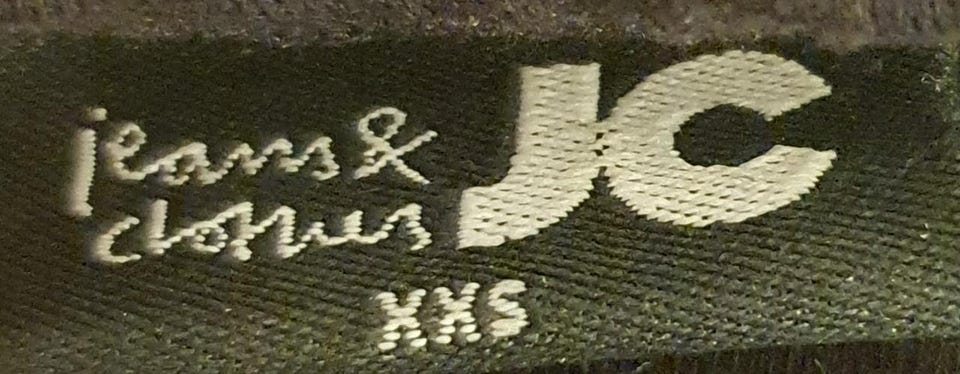 jeans &
clothes
JC
XXS